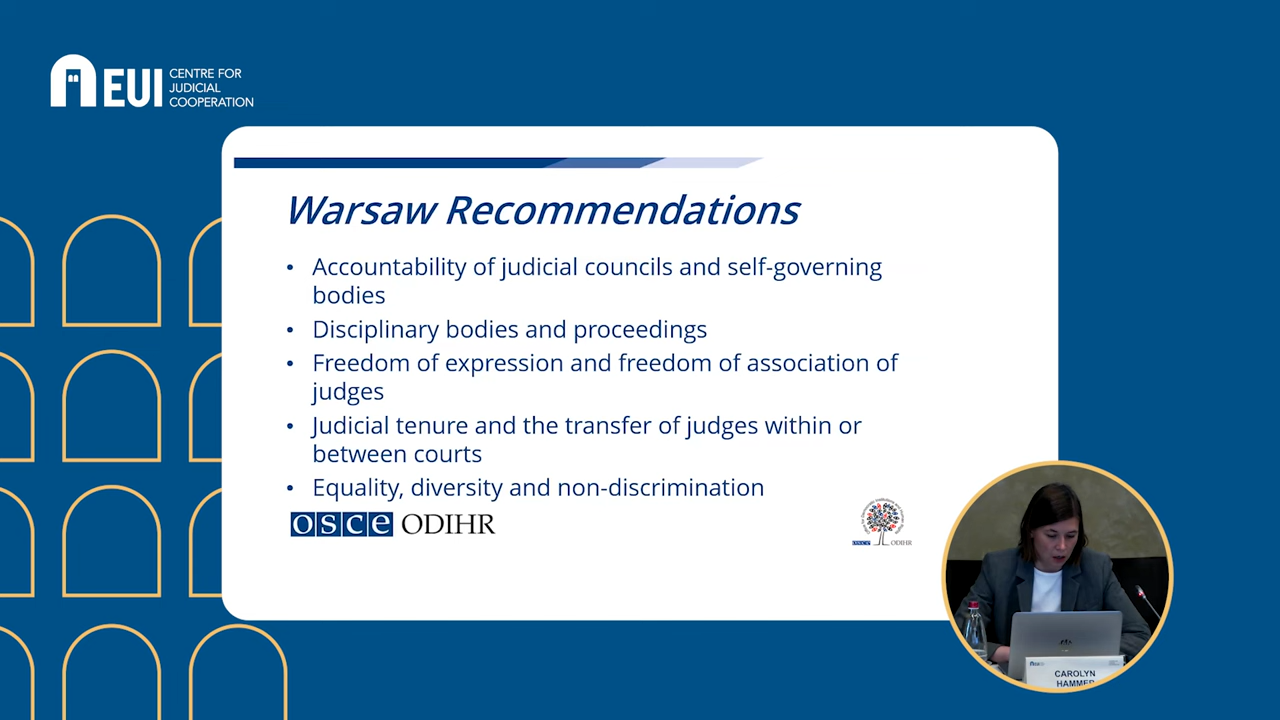 EUI
CENTRE FOR
JUDICIAL
COOPERATION
Warsaw Recommendations
• Accountability of judicial councils and self-governing
bodies
• Disciplinary bodies and proceedings
• Freedom of expression and freedom of association of
judges
• Judicial tenure and the transfer of judges within or
between courts
• Equality, diversity and non-discrimination
osce ODIHR
ODIHR
CAROLYN
HAMMER